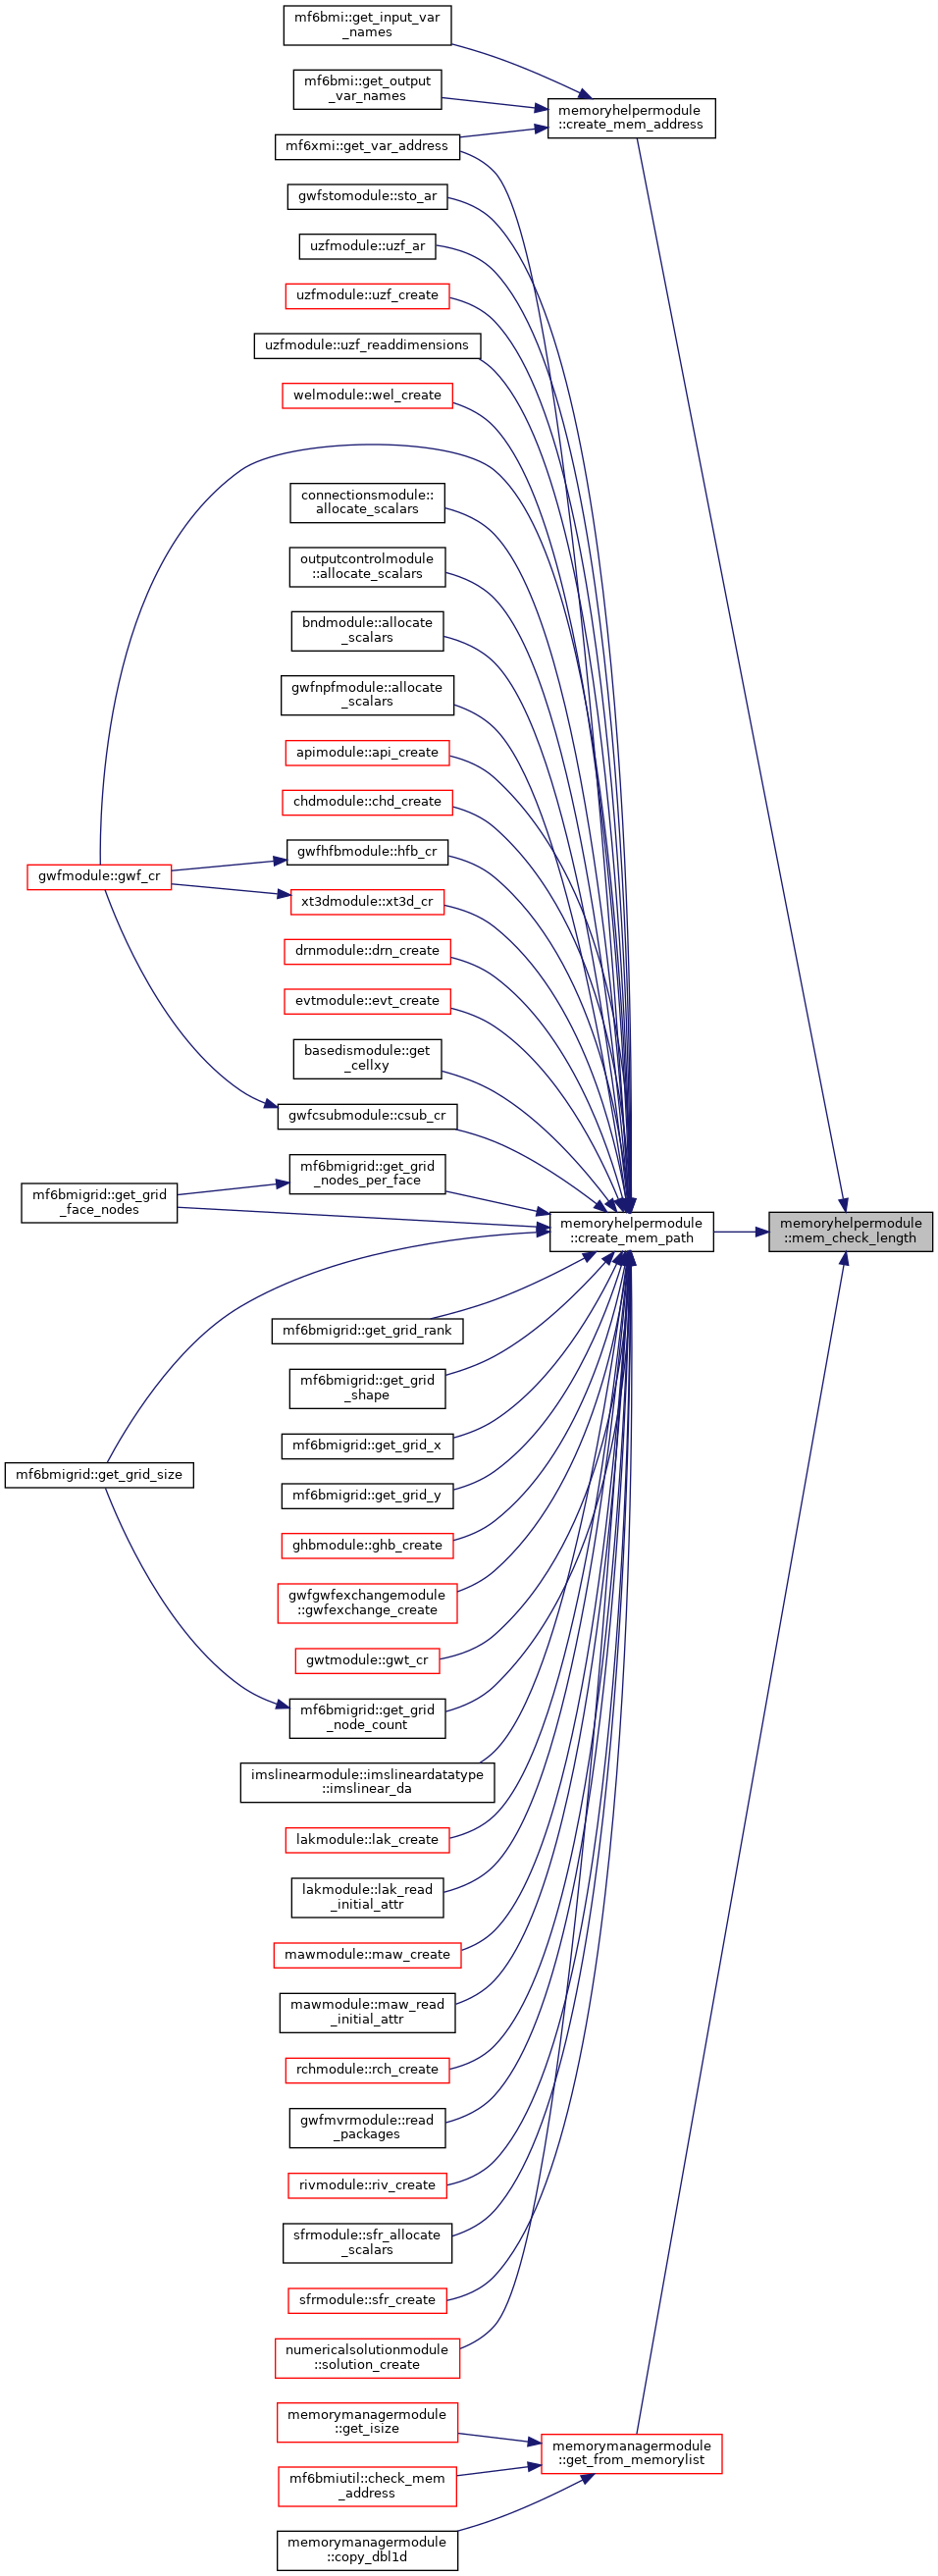 mf6bmi::get_input_var
_names
mf6bmi::get_output
_var_names
memoryhelpermodule
::create_mem_address
mf6xmi::get_var_address
gwfstomodule::sto_ar
uzfmodule::uzf_ar
uzfmodule::uzf_create
uzfmodule::uzf_readdimensions
welmodule::wel_create
connectionsmodule::
allocate_scalars
outputcontrolmodule
::allocate_scalars
bndmodule::allocate
_scalars
gwfnpfmodule::allocate
_scalars
apimodule::api_create
chdmodule::chd_create
gwfhfbmodule::hfb_cr
gwfmodule::gwf_cr
xt3dmodule::xt3d_cr
drnmodule::drn_create
evtmodule::evt_create
basedismodule::get
_cellxy
gwfcsubmodule::csub_cr
mf6bmigrid::get_grid
_nodes_per_face
mf6bmigrid::get_grid
_face_nodes
memoryhelpermodule
::create_mem_path
memoryhelpermodule
::mem_check_length
mf6bmigrid::get_grid_rank
mf6bmigrid::get_grid
_shape
mf6bmigrid::get_grid_x
mf6bmigrid::get_grid_size
mf6bmigrid::get_grid_y
ghbmodule::ghb_create
gwfgwfexchangemodule
::gwfexchange_create
gwtmodule::gwt_cr
mf6bmigrid::get_grid
_node_count
imslinearmodule::imslineardatatype
::imslinear_da
lakmodule::lak_create
lakmodule::lak_read
_initial_attr
mawmodule::maw_create
mawmodule::maw_read
_initial_attr
rchmodule::rch_create
gwfmvrmodule::read
_packages
rivmodule::riv_create
sfrmodule::sfr_allocate
_scalars
sfrmodule::sfr_create
numericalsolutionmodule
::solution_create
memorymanagermodule
::get_isize
memorymanagermodule
::get_from_memorylist
mf6bmiutil::check_mem
_address
memorymanagermodule
::copy_dbl1d